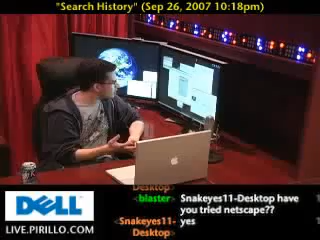 "Search History" (Sep 26, 2007 10:18pm)
DELL
LIVE.PIRILLO.COM
Desktop>
<blaster> Snakeyes11-Desktop have
you tried netscape??
<Snakeyes11- yes
Desktop>